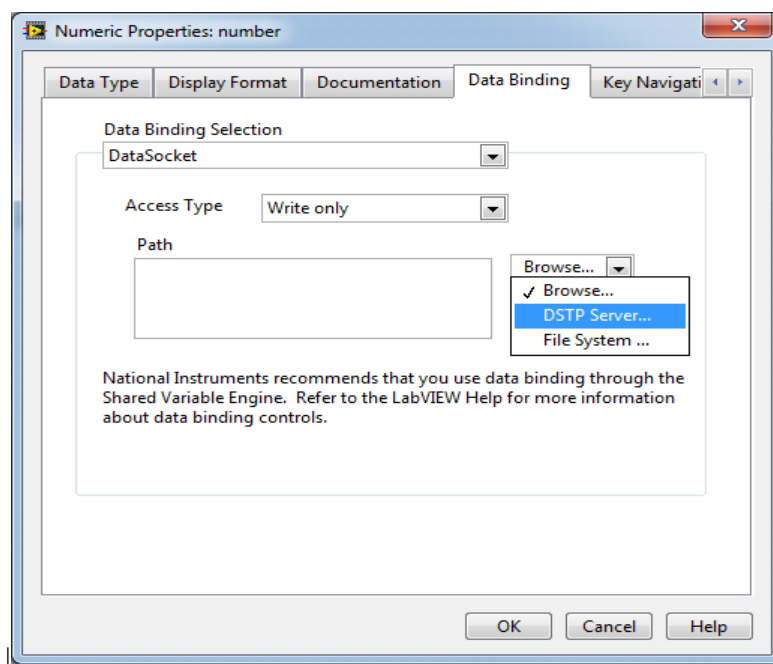 Numeric Properties: number
Data Type Display Format Documentation Data Binding Key Navigati
Data Binding Selection
DataSocket
Access Type Write only
Path
Browse...
✓ Browse...
DSTP Server...
File System ...
National Instruments recommends that you use data binding through the
Shared Variable Engine. Refer to the LabVIEW Help for more information
about data binding controls.
OK Cancel Help